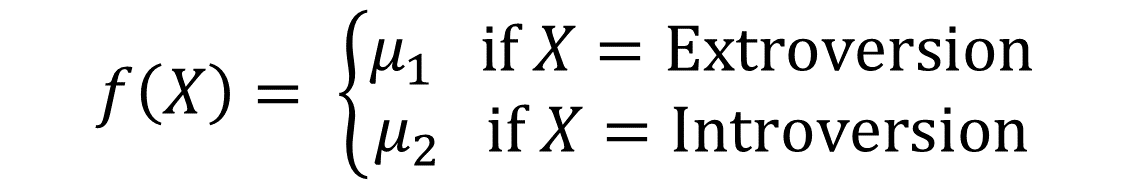 f(X) = { μ₁ if X = Extroversion
μ₂ if X = Introversion